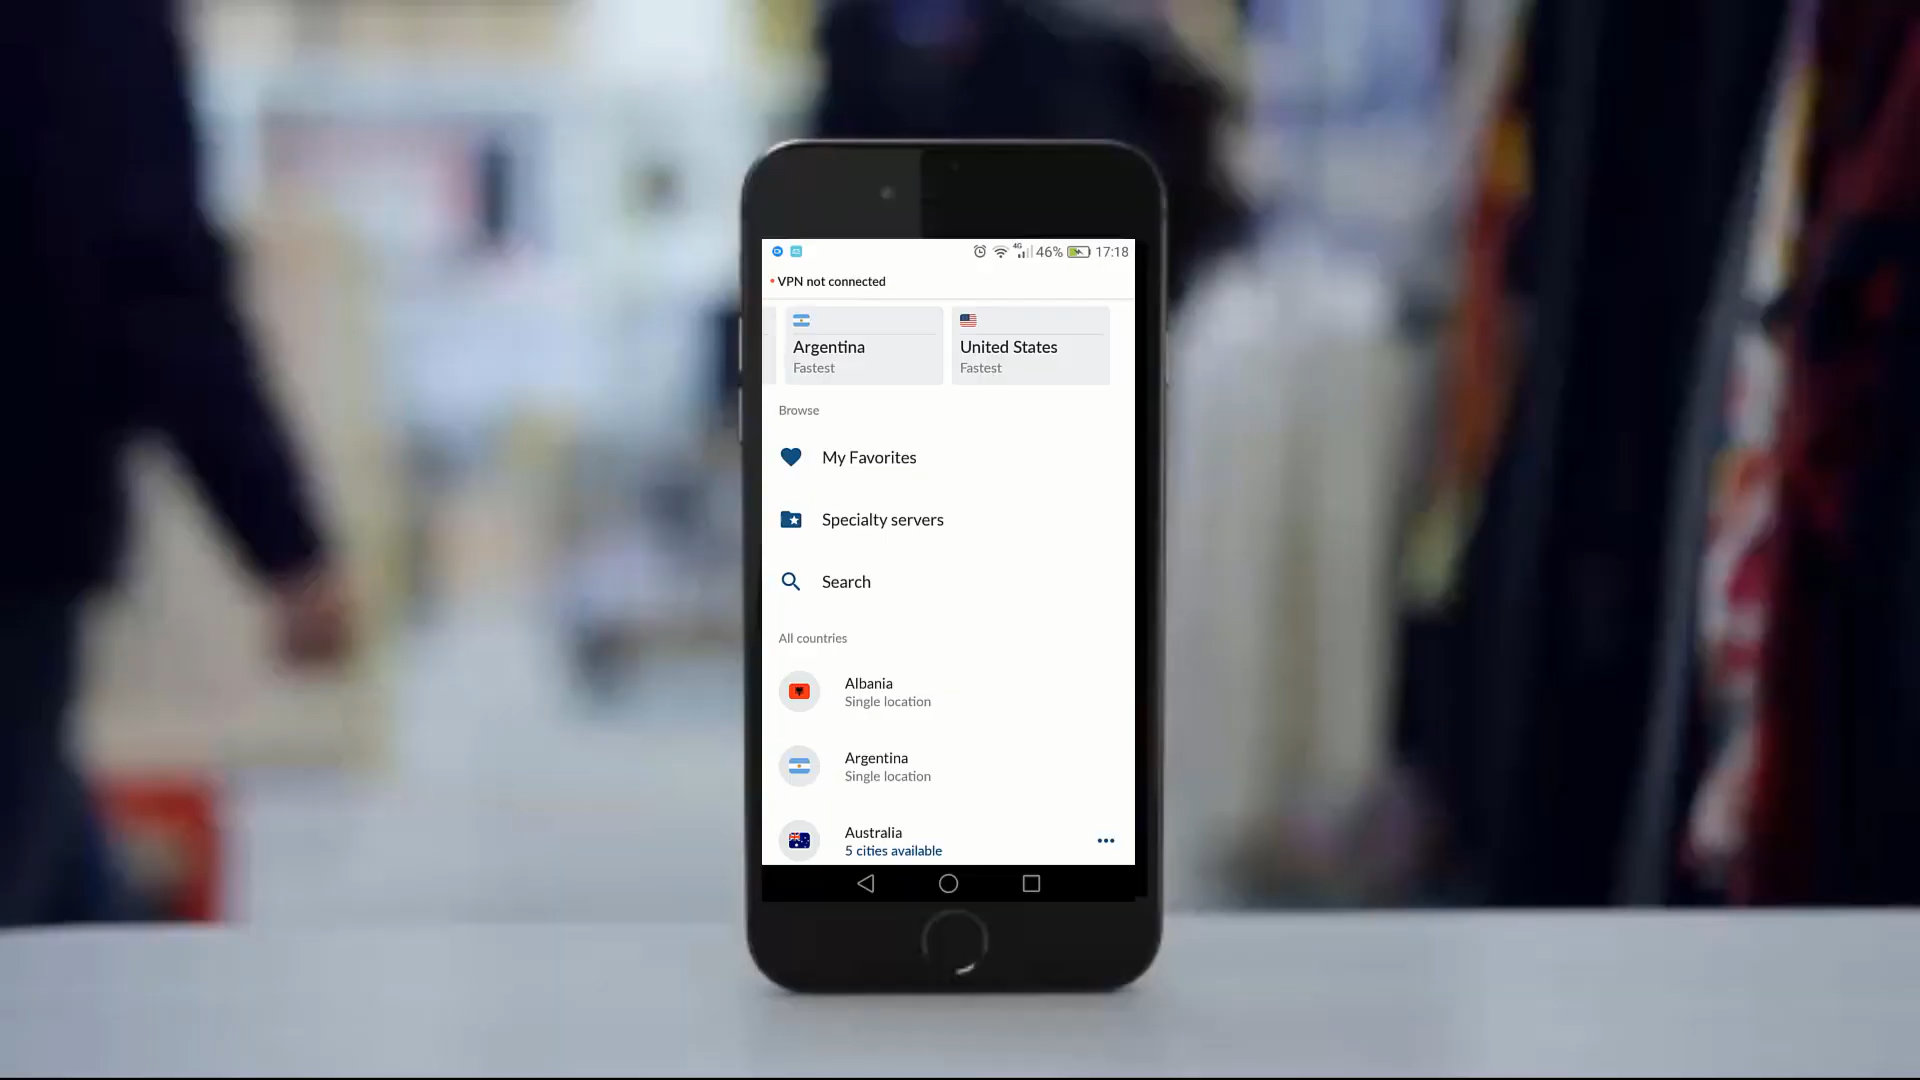 4G 46% 17:18
VPN not connected
Argentina
Fastest
United States
Fastest
Browse
My Favorites
Specialty servers
Search
All countries
Albania
Single location
Argentina
Single location
Australia
5 cities available